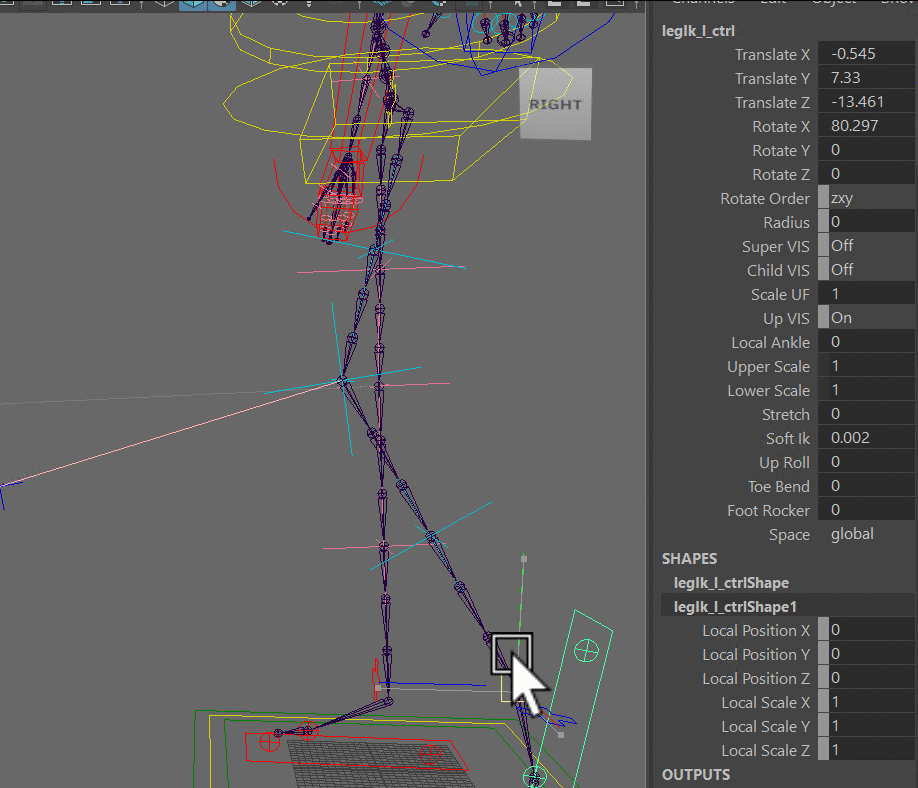 RIGHT
legIk_l_ctrl
Translate X -0.545
Translate Y 7.33
Translate Z -13.461
Rotate X 80.297
Rotate Y 0
Rotate Z 0
Rotate Order zxy
Radius 0
Super VIS Off
Child VIS Off
Scale UF 1
Up VIS On
Local Ankle 0
Upper Scale 1
Lower Scale 1
Stretch 0
Soft Ik 0.002
Up Roll 0
Toe Bend 0
Foot Rocker 0
Space global
SHAPES
legIk_l_ctrlShape
legIk_l_ctrlShape1
Local Position X 0
Local Position Y 0
Local Position Z 0
Local Scale X 1
Local Scale Y 1
Local Scale Z 1
OUTPUTS